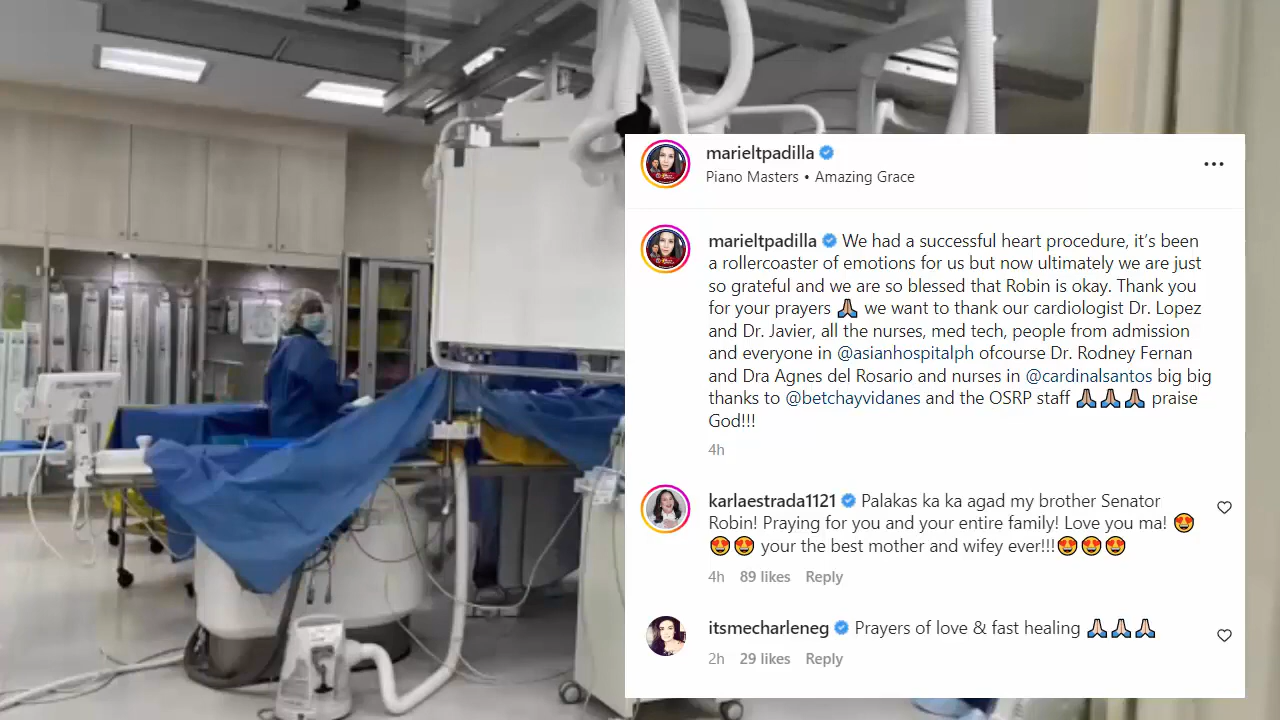 marieltpadilla
Piano Masters • Amazing Grace
marieltpadilla We had a successful heart procedure, it’s been
a rollercoaster of emotions for us but now ultimately we are just
so grateful and we are so blessed that Robin is okay. Thank you
for your prayers 🙏🏼 we want to thank our cardiologist Dr. Lopez
and Dr. Javier, all the nurses, med tech, people from admission
and everyone in @asianhospitalph ofcourse Dr. Rodney Fernan
and Dra Agnes del Rosario and nurses in @cardinalsantos big big
thanks to @betchayvidanes and the OSRP staff 🙏🏼🙏🏼🙏🏼 praise
God!!!
4h
karlaestrada1121 Palakas ka ka agad my brother Senator
Robin! Praying for you and your entire family! Love you ma! 😍
😍😍 your the best mother and wifey ever!!!😍😍😍
4h 89 likes Reply
itsmecharleneg Prayers of love & fast healing 🙏🏻🙏🏻🙏🏻
2h 29 likes Reply